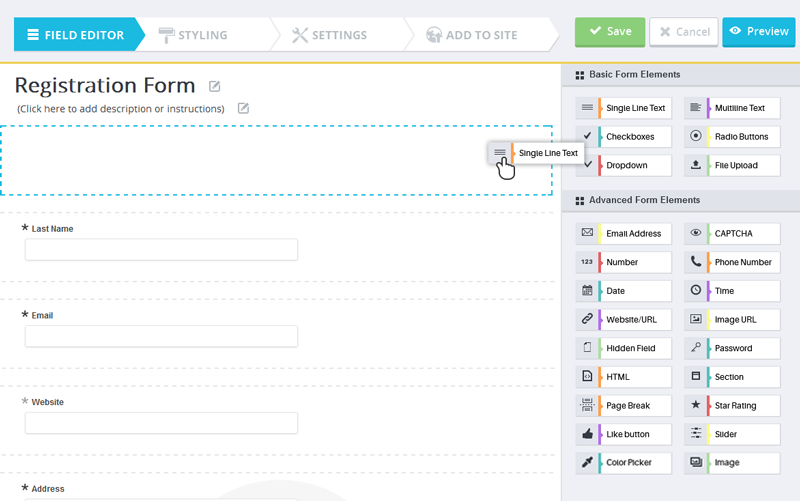 FIELD EDITOR
STYLING
SETTINGS
ADD TO SITE
Save
Cancel
Preview
Registration Form
(Click here to add description or instructions)
Single Line Text
* Last Name
* Email
* Website
* Address
Basic Form Elements
Single Line Text
Multiline Text
Checkboxes
Radio Buttons
Dropdown
File Upload
Advanced Form Elements
Email Address
CAPTCHA
123 Number
Phone Number
Date
Time
Website/URL
Image URL
Hidden Field
Password
HTML
Section
Page Break
Star Rating
Like button
Slider
Color Picker
Image